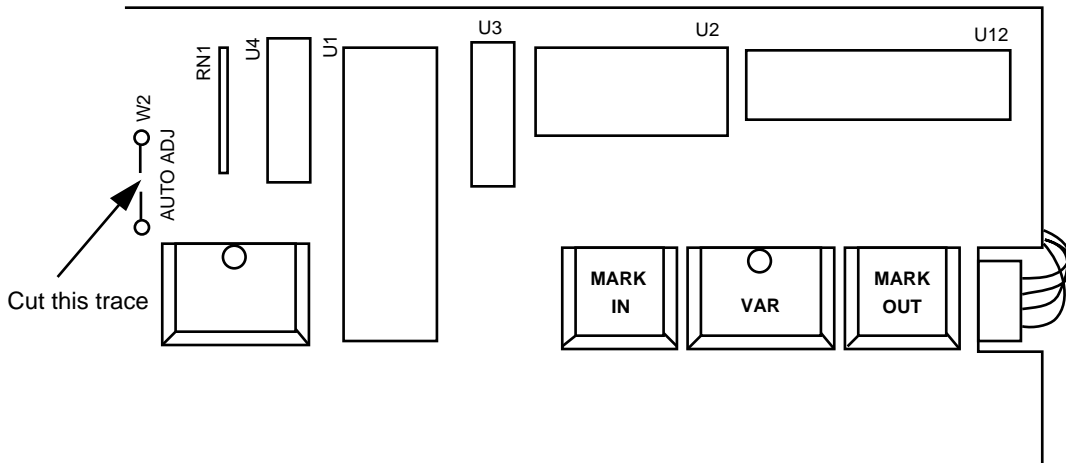 W2
AUTO ADJ
RN1
U4
U1
U3
U2
U12
Cut this trace
MARK
IN
VAR
MARK
OUT